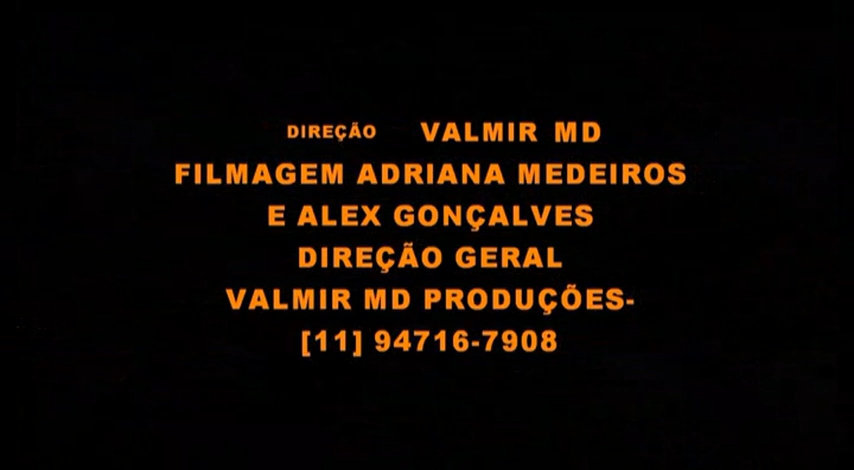 DIREÇÃO VALMIR MD
FILMAGEM ADRIANA MEDEIROS
E ALEX GONÇALVES
DIREÇÃO GERAL
VALMIR MD PRODUÇÕES-
[11] 94716-7908